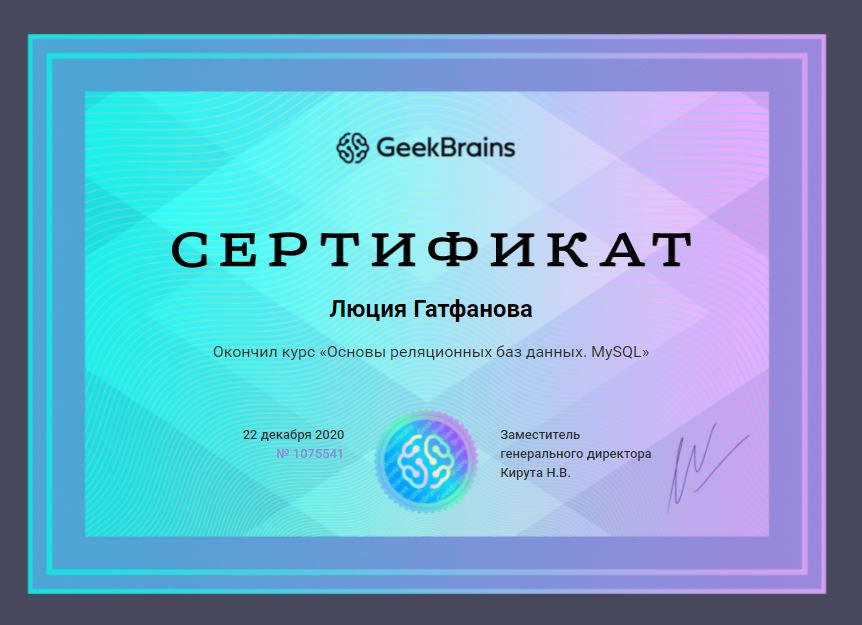 GeekBrains
СЕРТИФИКАТ
Люция Гатфанова
Окончил курс «Основы реляционных баз данных. MySQL»
22 декабря 2020
№ 1075541
Заместитель
генерального директора
Кирута Н.В.